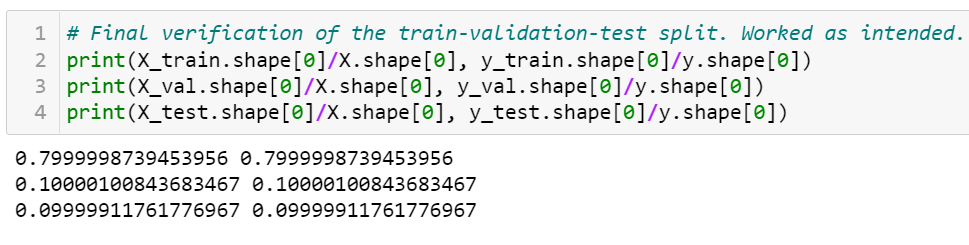 1 # Final verification of the train-validation-test split. Worked as intended.
2 print(X_train.shape[0]/X.shape[0], y_train.shape[0]/y.shape[0])
3 print(X_val.shape[0]/X.shape[0], y_val.shape[0]/y.shape[0])
4 print(X_test.shape[0]/X.shape[0], y_test.shape[0]/y.shape[0])
0.7999998739453956 0.7999998739453956
0.10000100843683467 0.10000100843683467
0.09999911761776967 0.09999911761776967